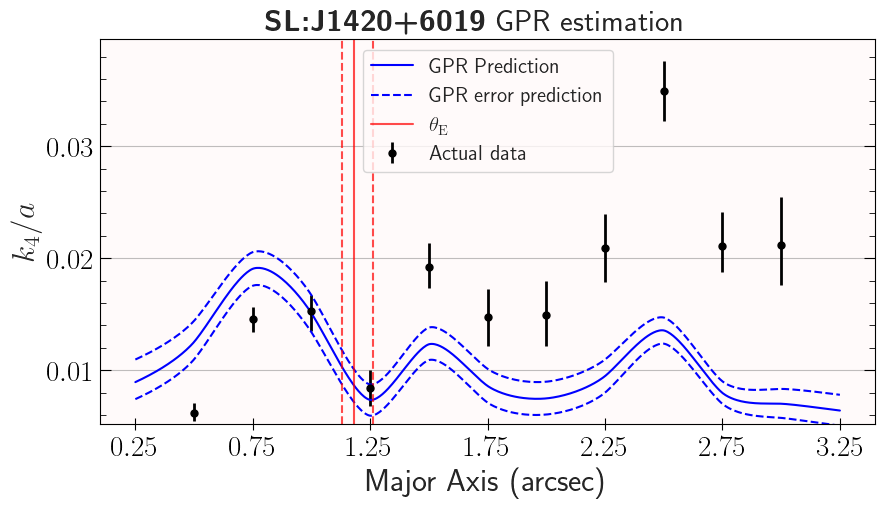 SL:J1420+6019 GPR estimation
GPR Prediction
GPR error prediction
θ_E
Actual data
k₄/a
0.03
0.02
0.01
0.25 0.75 1.25 1.75 2.25 2.75 3.25
Major Axis (arcsec)